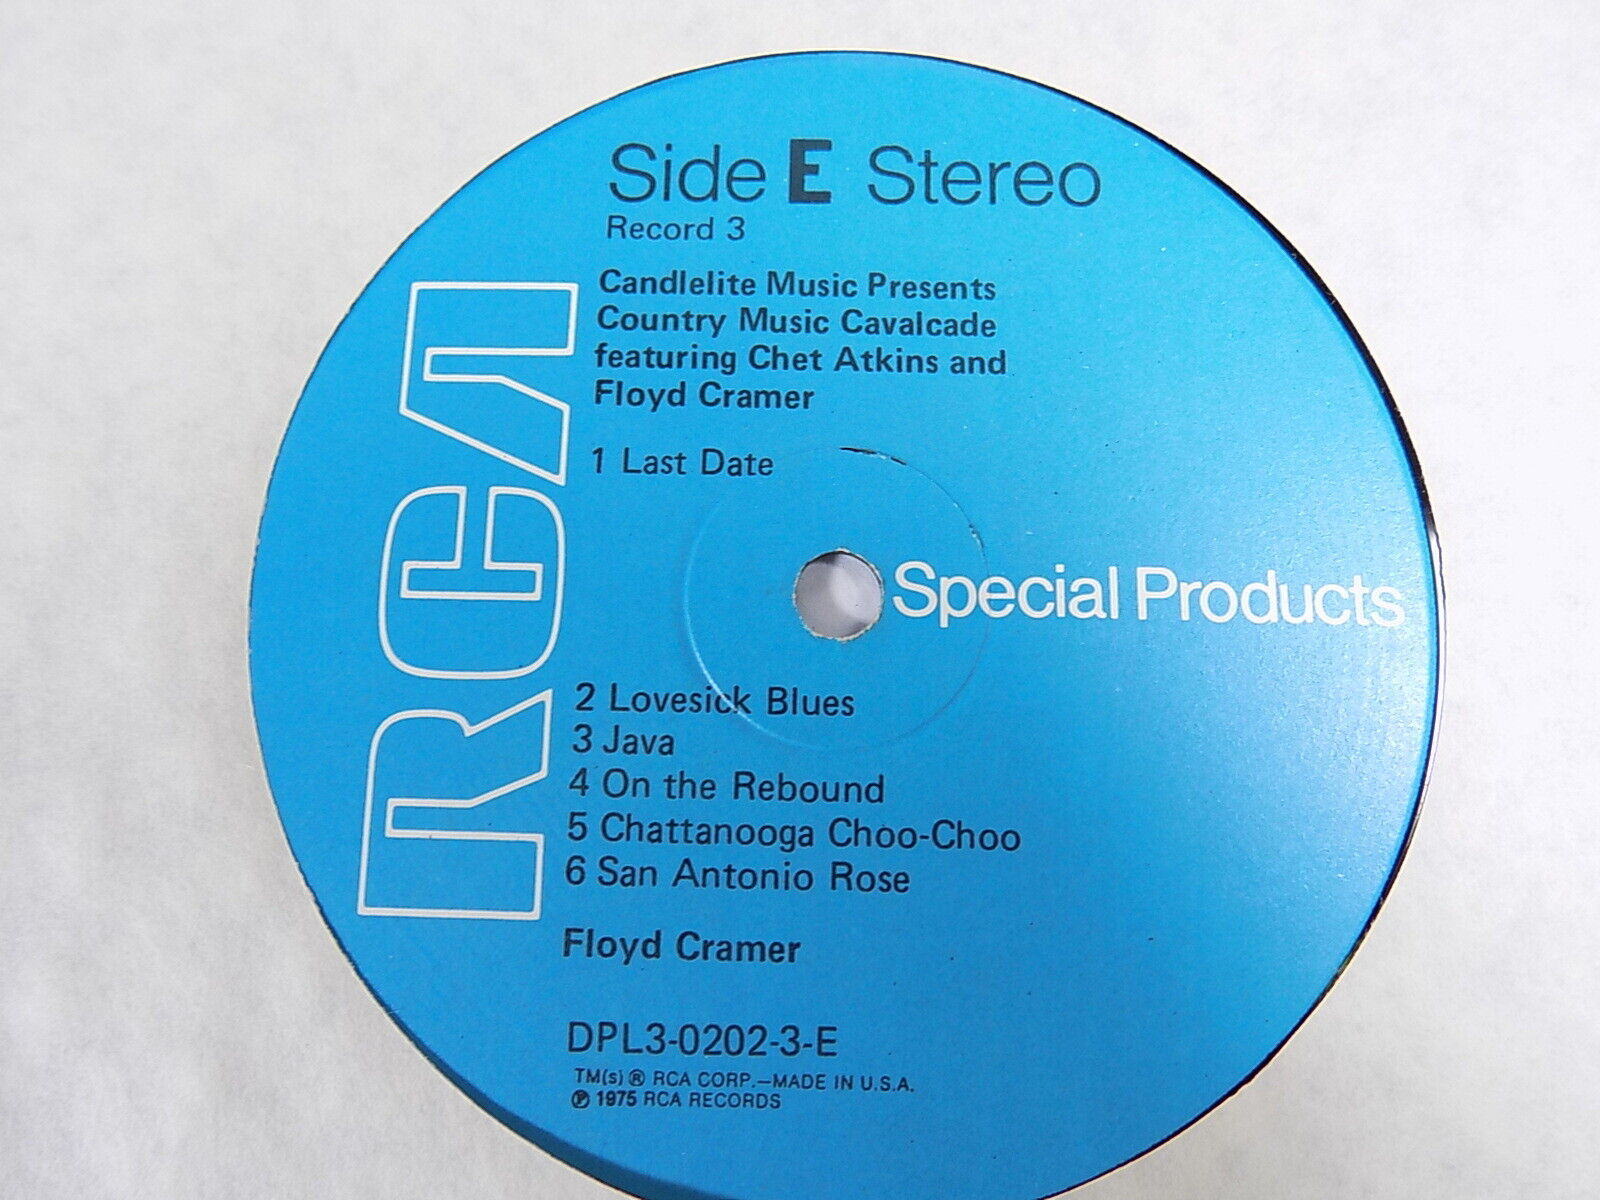 Side E Stereo
Record 3
Candlelite Music Presents
Country Music Cavalcade
featuring Chet Atkins and
Floyd Cramer
1 Last Date
RCA
Special Products
2 Lovesick Blues
3 Java
4 On the Rebound
5 Chattanooga Choo-Choo
6 San Antonio Rose
Floyd Cramer
DPL3-0202-3-E
TM(s) ® RCA CORP.—MADE IN U.S.A.
℗ 1975 RCA RECORDS